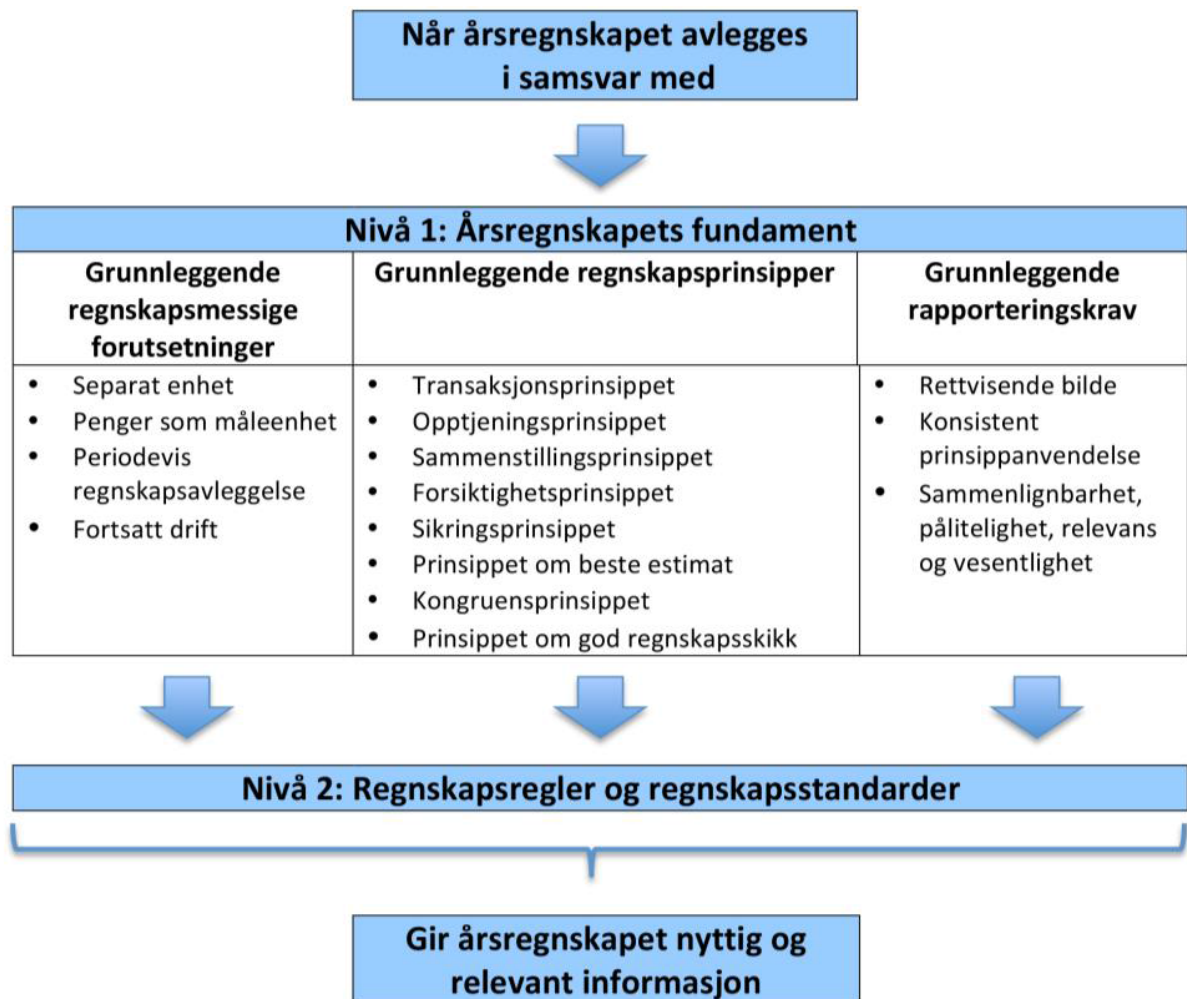 Når årsregnskapet avlegges
i samsvar med
Nivå 1: Årsregnskapets fundament
Grunnleggende
regnskapsmessige
forutsetninger
Grunnleggende regnskapsprinsipper
Grunnleggende
rapporteringskrav
• Separat enhet
• Penger som måleenhet
• Periodevis
regnskapsavleggelse
• Fortsatt drift
• Transaksjonsprinsippet
• Opptjeningsprinsippet
• Sammenstillingsprinsippet
• Forsiktighetsprinsippet
• Sikringsprinsippet
• Prinsippet om beste estimat
• Kongruensprinsippet
• Prinsippet om god regnskapsskikk
• Rettvisende bilde
• Konsistent
prinsippanvendelse
• Sammenlignbarhet,
pålitelighet, relevans
og vesentlighet
Nivå 2: Regnskapsregler og regnskapsstandarder
Gir årsregnskapet nyttig og
relevant informasjon